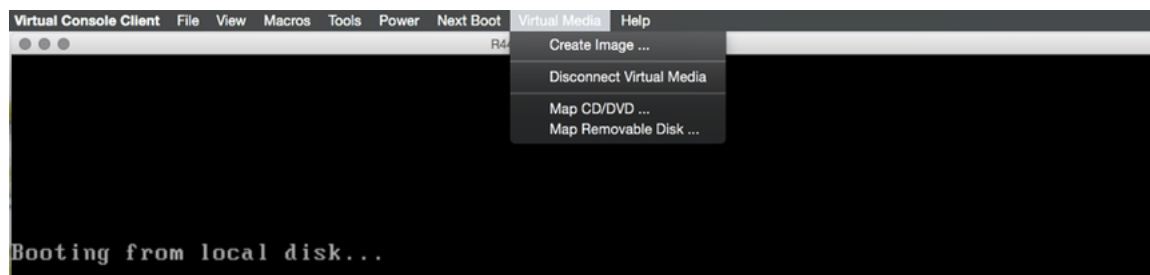 Virtual Console Client File View Macros Tools Power Next Boot Virtual Media Help
R44
Create Image ...
Disconnect Virtual Media
Map CD/DVD ...
Map Removable Disk ...
Booting from local disk...